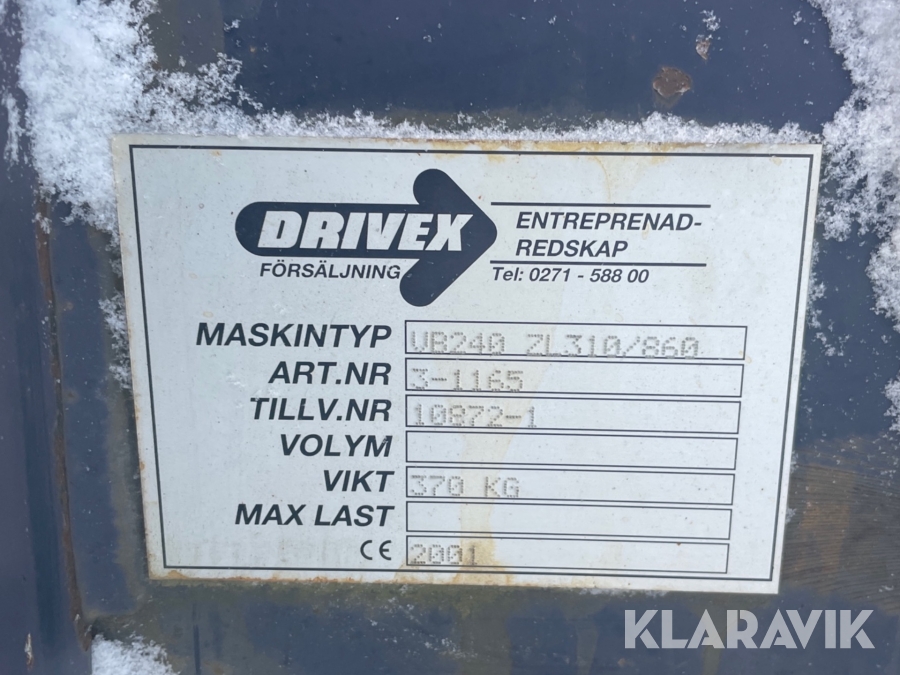 DRIVEX
FÖRSÄLJNING
ENTREPRENAD-
REDSKAP
Tel: 0271 - 588 00
MASKINTYP VB240 ZL310/860
ART.NR 3-1165
TILLV.NR 10872-1
VOLYM
VIKT 370 KG
MAX LAST
CE 2001
KLARAVIK